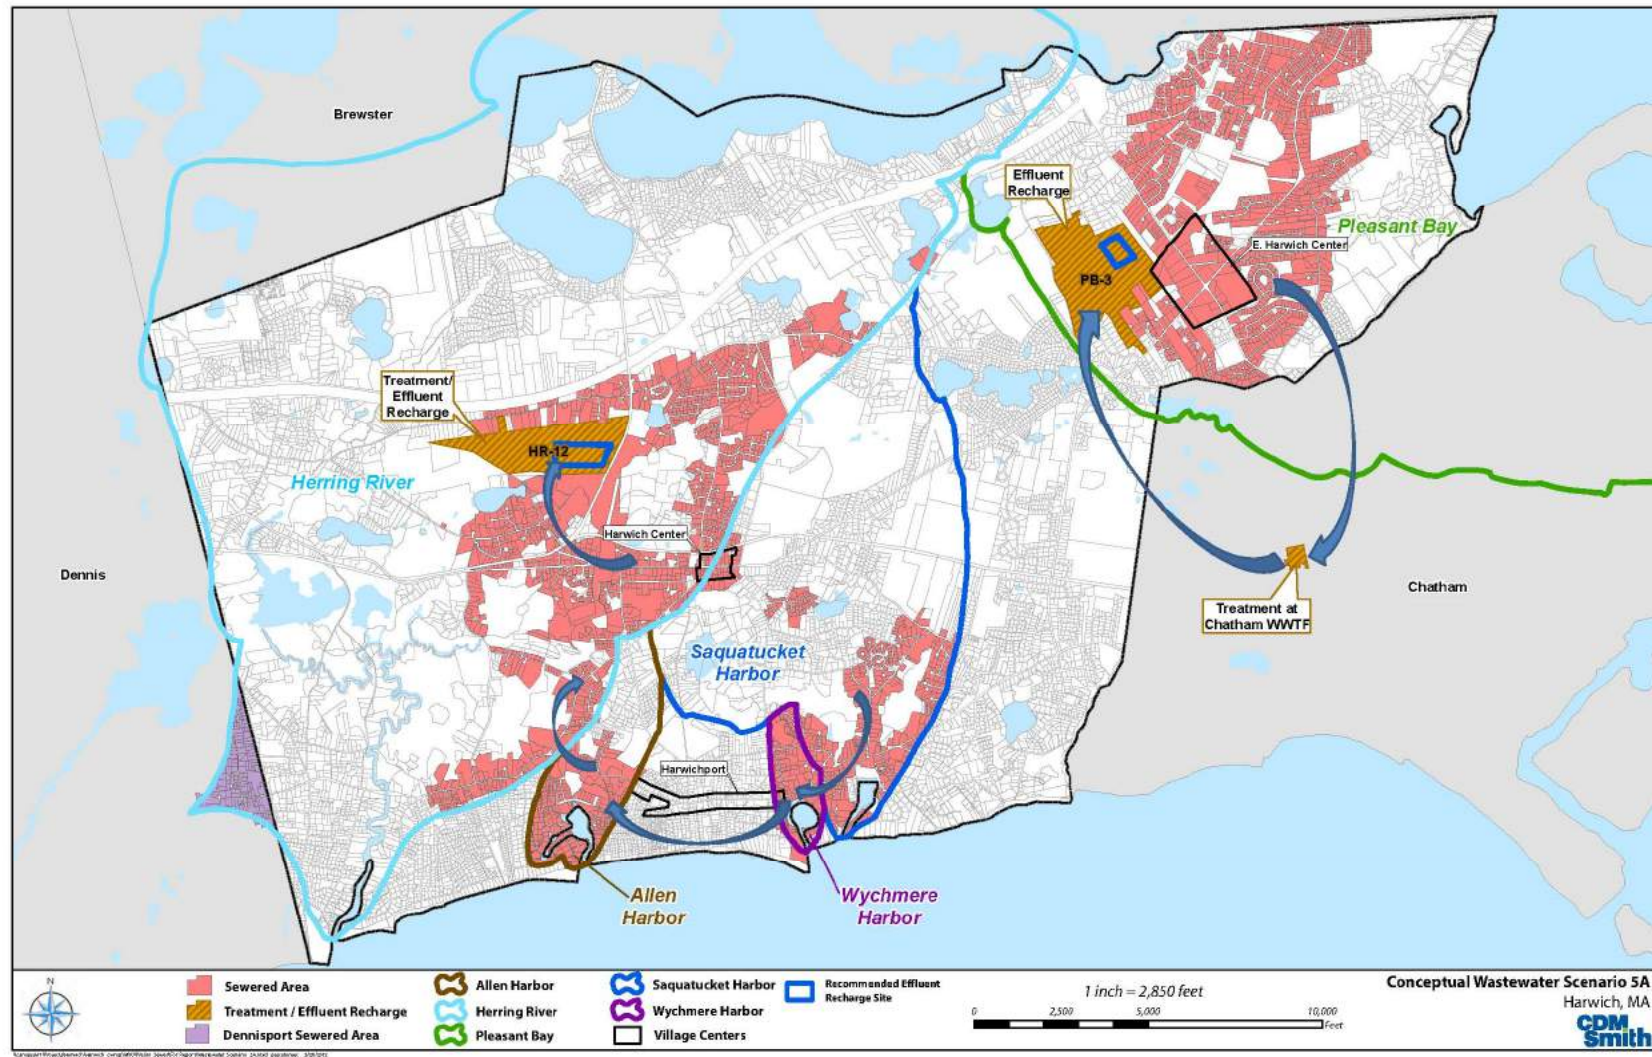 Brewster
Effluent
Recharge
Pleasant Bay
E. Harwich Center
PB-3
Treatment/
Effluent
Recharge
HR-12
Herring River
Harwich Center
Dennis
Chatham
Treatment at
Chatham WWTF
Saquatucket
Harbor
Harwichport
Allen
Harbor
Wychmere
Harbor
N
Sewered Area
Treatment / Effluent Recharge
Dennisport Sewered Area
Allen Harbor
Herring River
Pleasant Bay
Saquatucket Harbor
Wychmere Harbor
Village Centers
Recommended Effluent
Recharge Site
1 inch = 2,850 feet
0 2,500 5,000 10,000
Feet
Conceptual Wastewater Scenario 5A
Harwich, MA
CDM
Smith